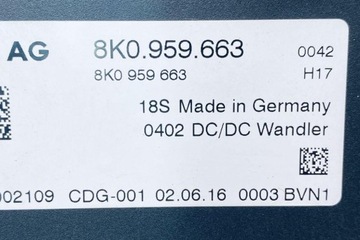 AG 8K0.959.663 0042
8K0 959 663 H17
18S Made in Germany
0402 DC/DC Wandler
002109 CDG-001 02.06.16 0003 BVN1